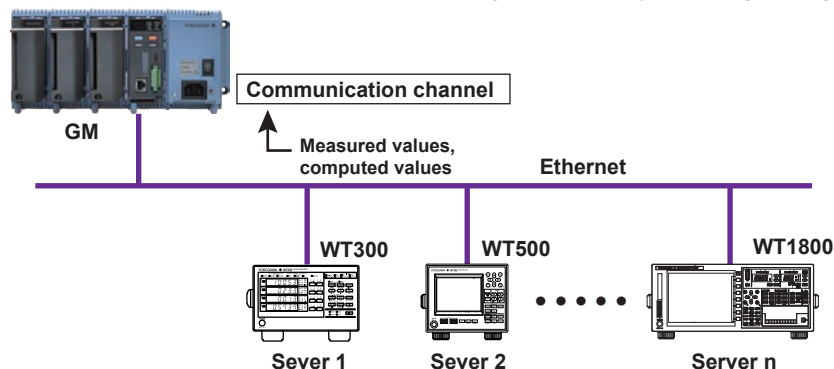 Communication channel
GM
Measured values,
computed values
Ethernet
WT300
WT500
WT1800
Sever 1
Sever 2
Server n